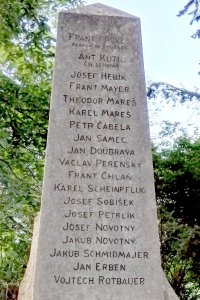 ANT KUTIL
JOSEF HEBÍK
FRANT MAYER
THEODOR MAREŠ
KAREL MAREŠ
PETR ČABELA
JAN SAMEC
JAN DOUBRAVA
VÁCLAV PERENSKÝ
FRANT CHLAN
KAREL SCHEINPFLIK
JOSEF SOBÍŠEK
JOSEF PETRLÍK
JOSEF NOVOTNÝ
JAKUB NOVOTNÝ
JAKUB SCHMIDMAJER
JAN ERBEN
VOJTĚCH ROTBAUER